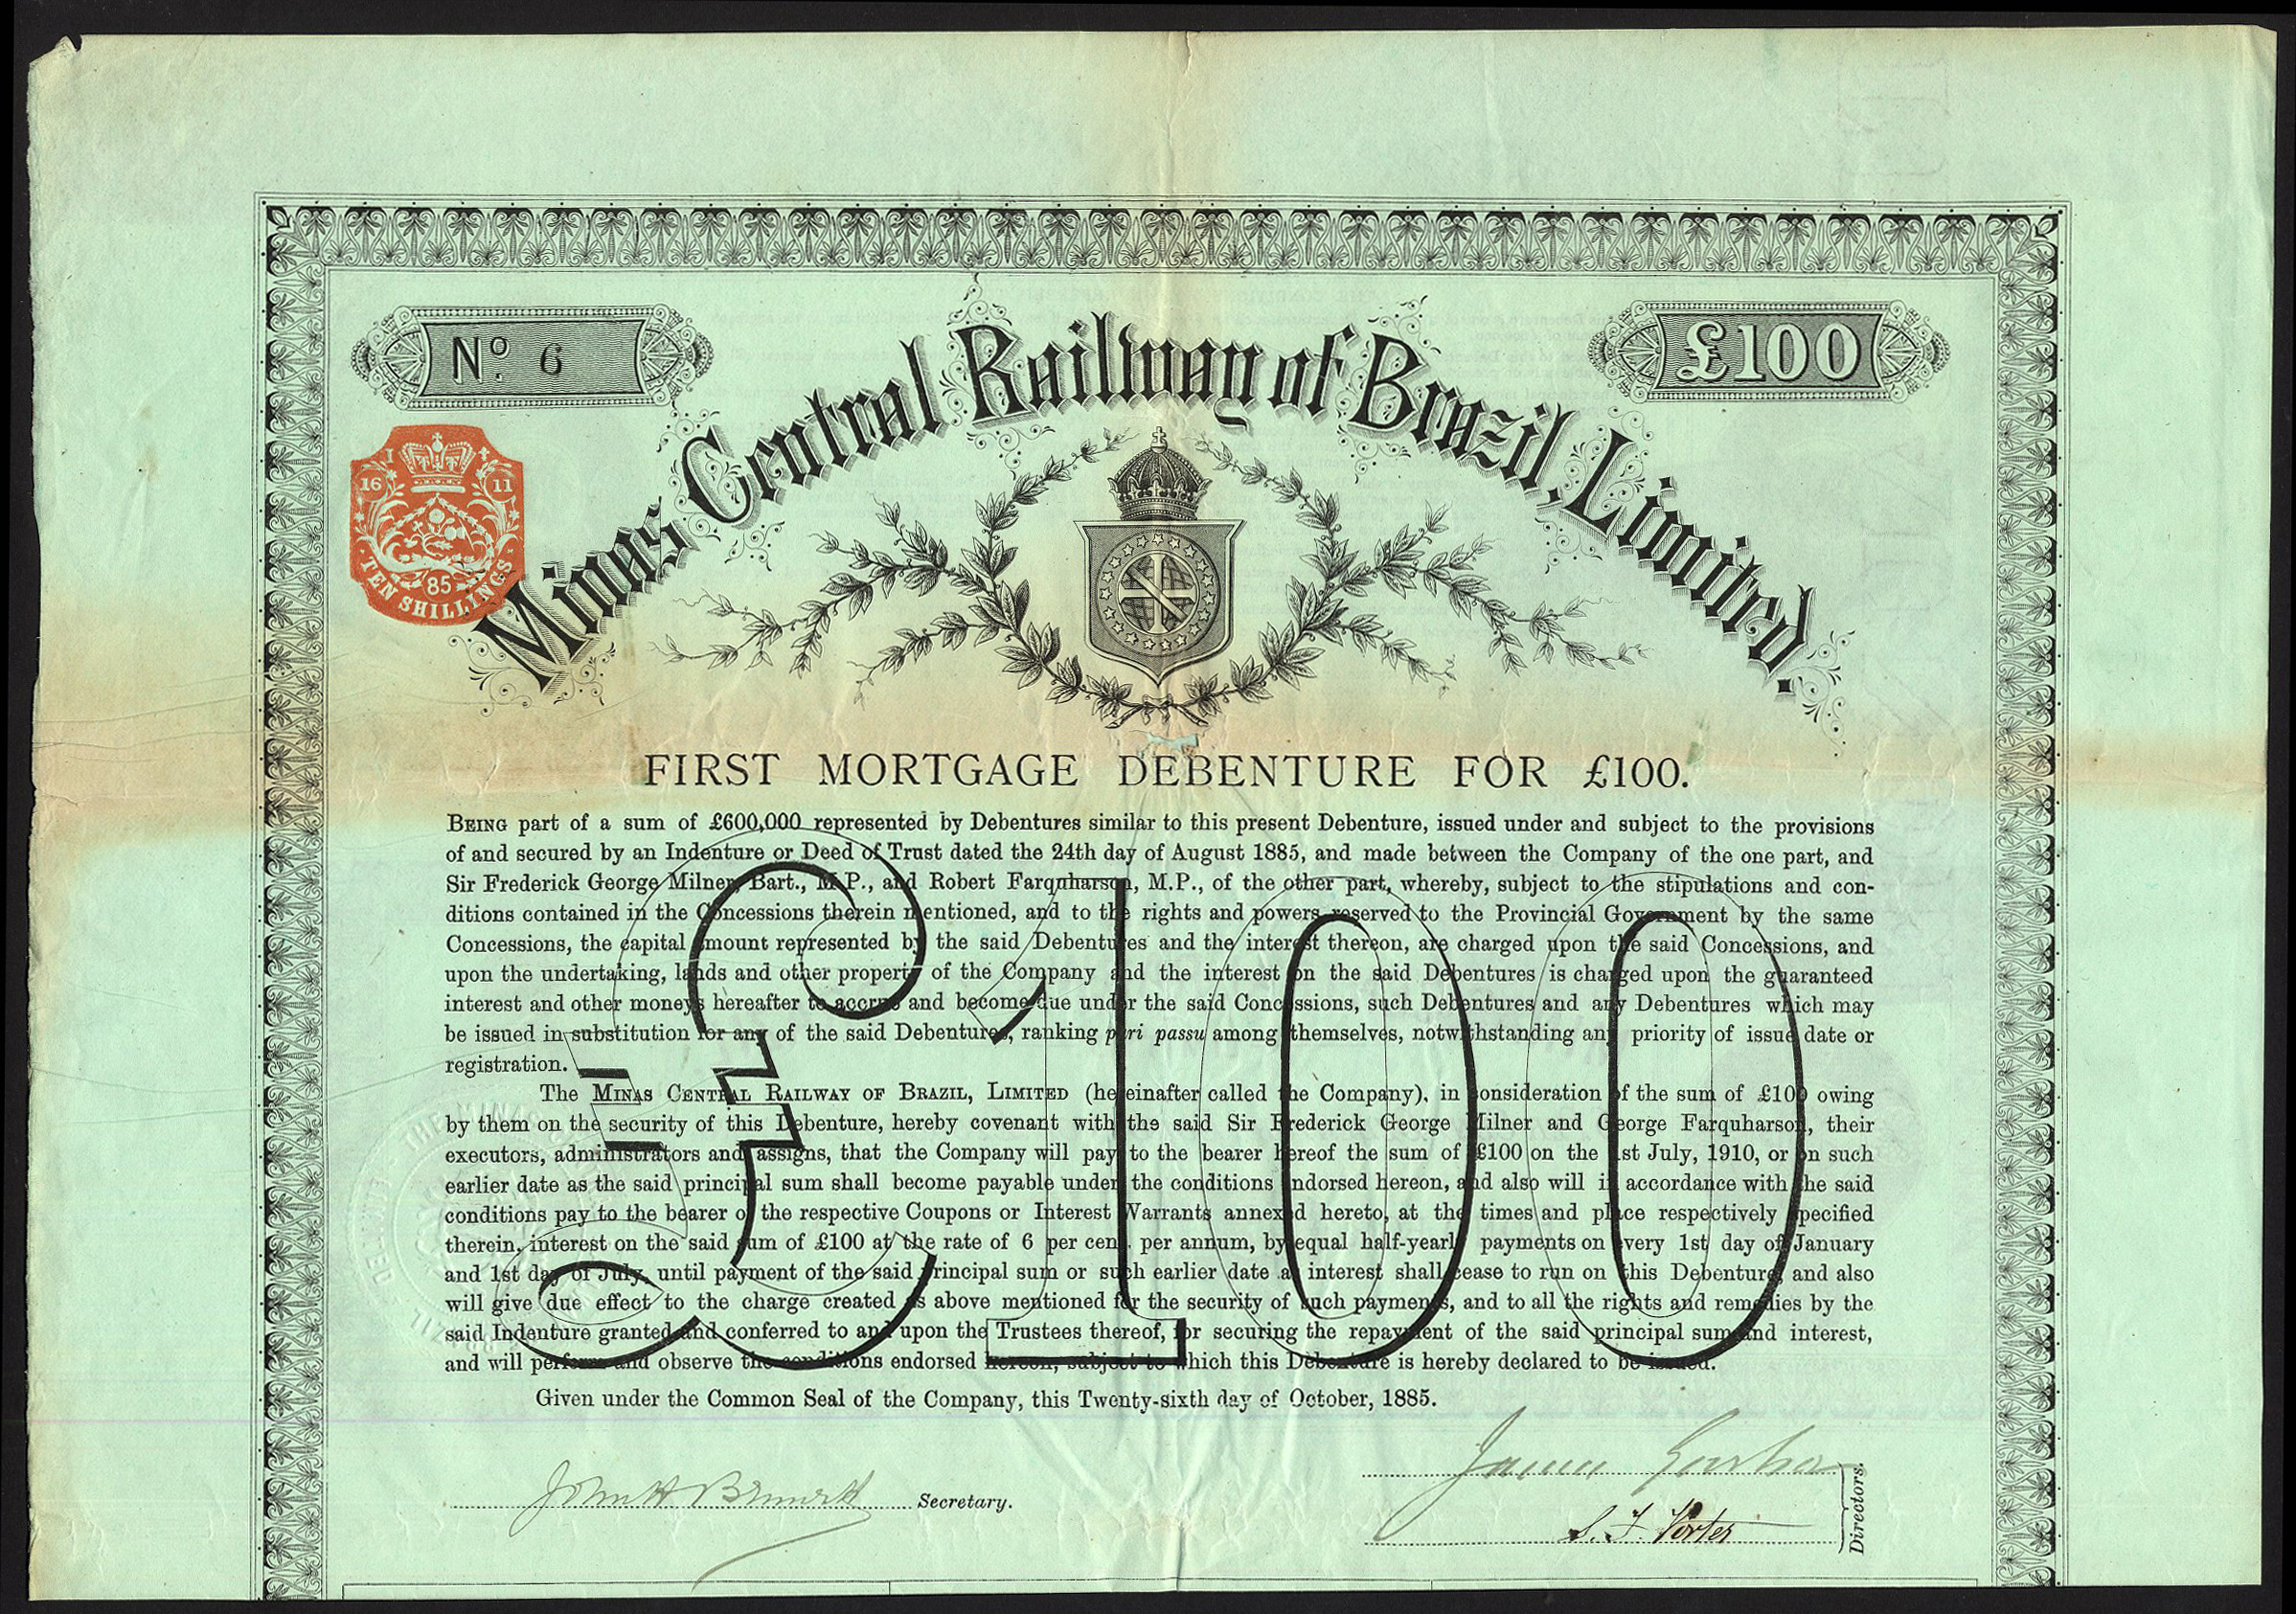 Nº. 6
£100
Minas Central Railway of Brazil, Limited.
I
16 11
85
TEN SHILLINGS
FIRST MORTGAGE DEBENTURE FOR £100.
BEING part of a sum of £600,000 represented by Debentures similar to this present Debenture, issued under and subject to the provisions
of and secured by an Indenture or Deed of Trust dated the 24th day of August 1885, and made between the Company of the one part, and
Sir Frederick George Milner, Bart., M.P., and Robert Farquharson, M.P., of the other part, whereby, subject to the stipulations and con-
ditions contained in the Concessions therein mentioned, and to the rights and powers reserved to the Provincial Government by the same
Concessions, the capital amount represented by the said Debentures and the interest thereon, are charged upon the said Concessions, and
upon the undertaking, lands and other property of the Company and the interest on the said Debentures is charged upon the guaranteed
interest and other moneys hereafter to accrue and become due under the said Concessions, such Debentures and any Debentures which may
be issued in substitution for any of the said Debentures, ranking pari passu among themselves, notwithstanding any priority of issue date or
registration.
The MINAS CENTRAL RAILWAY OF BRAZIL, LIMITED (hereinafter called the Company), in consideration of the sum of £100 owing
by them on the security of this Debenture, hereby covenant with the said Sir Frederick George Milner and George Farquharson, their
executors, administrators and assigns, that the Company will pay to the bearer hereof the sum of £100 on the 1st July, 1910, or on such
earlier date as the said principal sum shall become payable under the conditions endorsed hereon, and also will in accordance with the said
conditions pay to the bearer of the respective Coupons or Interest Warrants annexed hereto, at the times and place respectively specified
therein, interest on the said sum of £100 at the rate of 6 per cent. per annum, by equal half-yearly payments on every 1st day of January
and 1st day of July, until payment of the said principal sum or such earlier date as interest shall cease to run on this Debenture, and also
will give due effect to the charge created as above mentioned for the security of such payments, and to all the rights and remedies by the
said Indenture granted and conferred to and upon the Trustees thereof, for securing the repayment of the said principal sum and interest,
and will perform and observe the conditions endorsed hereon, subject to which this Debenture is hereby declared to be issued.
£100
Given under the Common Seal of the Company, this Twenty-sixth day of October, 1885.
James
John H Secretary.
S. J. Porter
Directors.